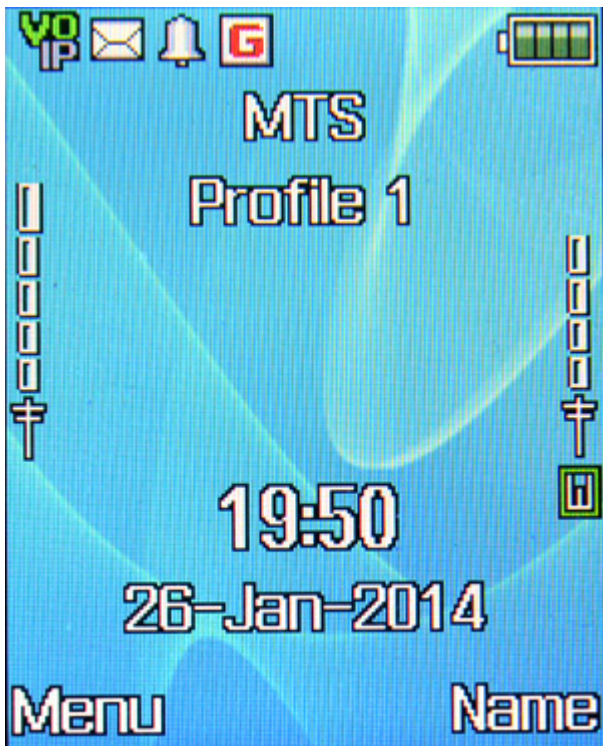 VO
IP
G
MTS
Profile 1
W
19:50
26-Jan-2014
Menu
Name